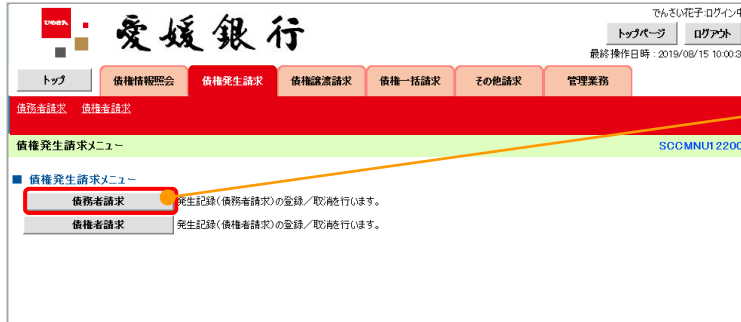 でんさい花子:ログイン中
でんさい
愛媛銀行
トップページ ログアウト
最終操作日時：2019/08/15 10:00:3
トップ 債権情報照会 債権発生請求 債権譲渡請求 債権一括請求 その他請求 管理業務
債務者請求 債権者請求
債権発生請求メニュー SCCMNU12200
■ 債権発生請求メニュー
債務者請求 発生記録(債務者請求)の登録／取消を行います。
債権者請求 発生記録(債権者請求)の登録／取消を行います。